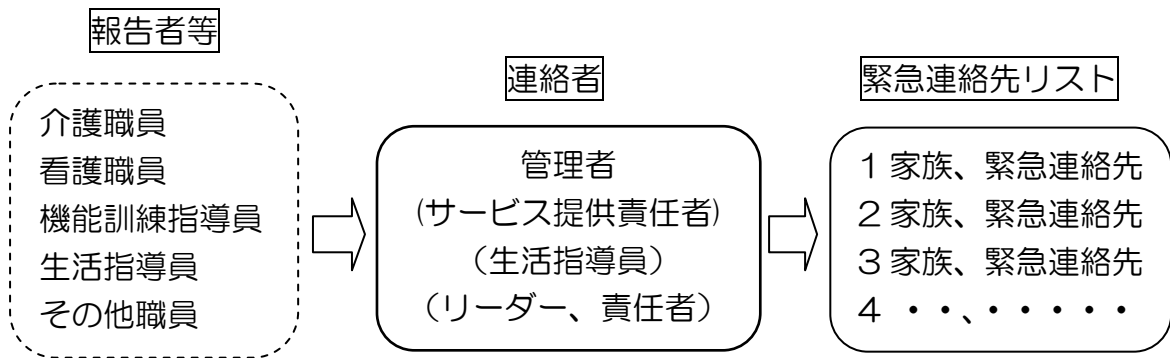 報告者等
介護職員
看護職員
機能訓練指導員
生活指導員
その他職員
連絡者
管理者
(サービス提供責任者)
（生活指導員）
（リーダー、責任者）
緊急連絡先リスト
１家族、緊急連絡先
２家族、緊急連絡先
３家族、緊急連絡先
４ ・・、・・・・・